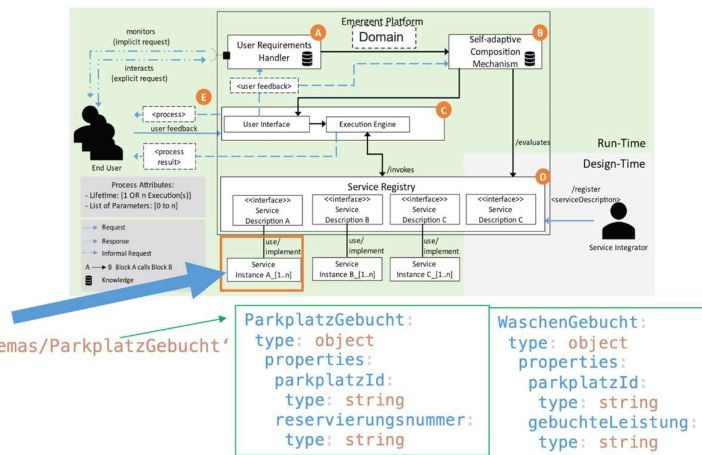 Emergent Platform
monitors
(implicit request)
interacts
(explicit request)
A
User Requirements
Handler
Domain
B
Self-adaptive
Composition
Mechanism
<user feedback>
E
C
<process>
User Interface
Execution Engine
user feedback
<process
result>
End User
/invokes
/evaluates
Run-Time
Design-Time
D
Service Registry
<<interface>>
Service
Description A
<<interface>>
Service
Description B
<<interface>>
Service
Description C
<<interface>>
Service
Description C
/register
<serviceDescription>
Service Integrator
Process Attributes:
- Lifetime: [1 OR n Execution(s)]
- List of Parameters: [0 to n]
Request
Response
Informal Request
A B Block A calls Block B
Knowledge
use/
implement
use/
implement
use/
implement
Service
Instance A_[1..n]
Service
Instance B_[1..n]
Service
Instance C_[1..n]
emas/ParkplatzGebucht‘
ParkplatzGebucht:
type: object
properties:
parkplatzId:
type: string
reservierungsnummer:
type: string
WaschenGebucht:
type: object
properties:
parkplatzId:
type: string
gebuchteLeistung:
type: string